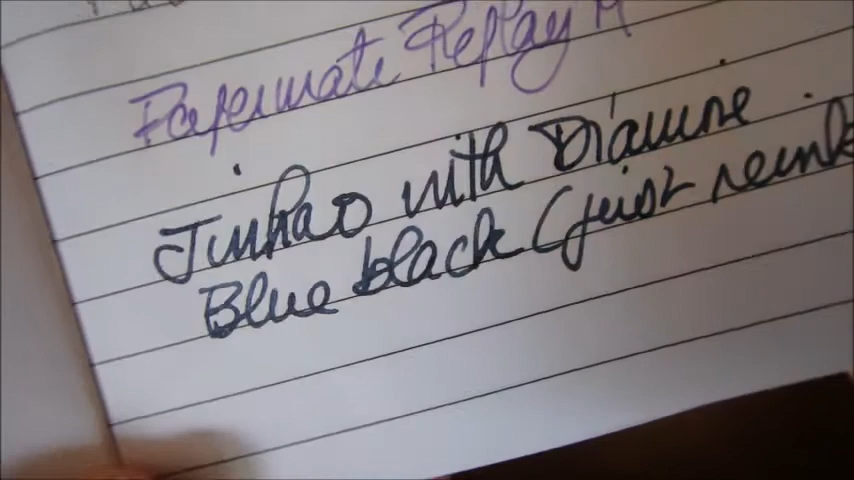 Papermate Replay M
Jinhao with Diamine
Blue black (just reink